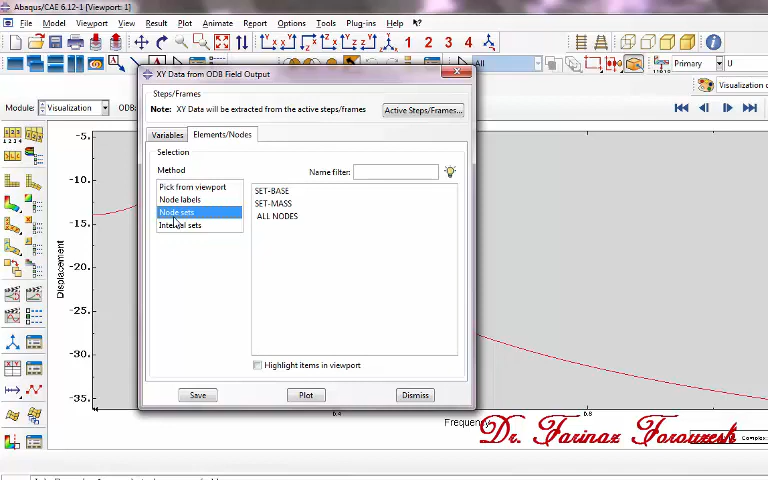 Abaqus/CAE 6.12-1 [Viewport: 1]
File Model Viewport View Result Plot Animate Report Options Tools Plug-ins Help
1 2 3 4
All Primary U
XY Data from ODB Field Output
Steps/Frames
Note: XY Data will be extracted from the active steps/frames
Active Steps/Frames...
Visualization
Module: Visualization ODB:
Variables Elements/Nodes
Selection
Method
Name filter:
Pick from viewport
Node labels
Node sets
Internal sets
SET-BASE
SET-MASS
ALL NODES
Highlight items in viewport
Save Plot Dismiss
-5.
-10.
-15.
-20.
-25.
-30.
-35.
Displacement
Frequency
Dr. Farinaz Forouzesh
Complex: